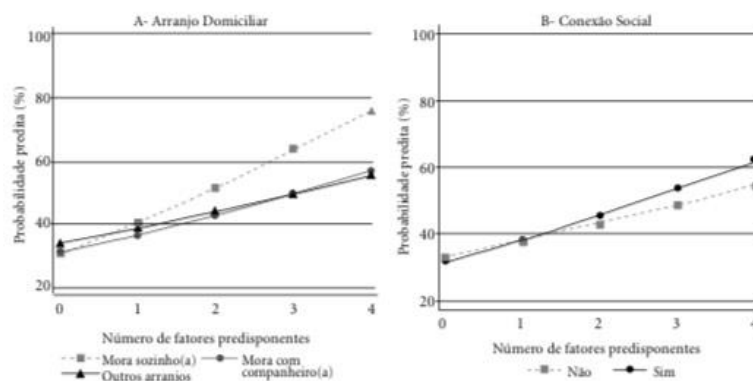 A- Arranjo Domiciliar
100
80
60
40
20
Probabilidade predita (%)
0 1 2 3 4
Número de fatores predisponentes
Mora sozinho(a) Mora com companheiro(a)
Outros arranjos
B- Conexão Social
100
80
60
40
20
Probabilidade predita (%)
0 1 2 3 4
Número de fatores predisponentes
Não Sim